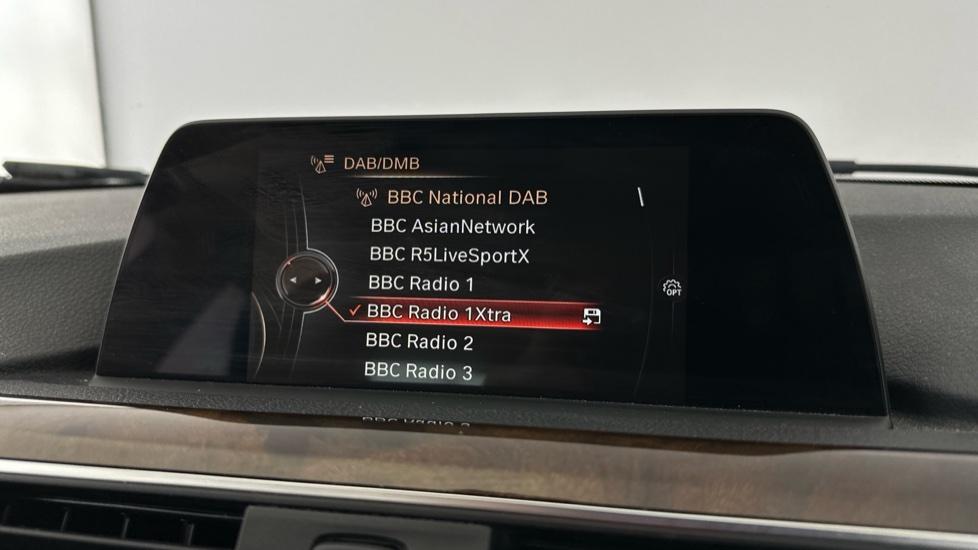 DAB/DMB
BBC National DAB
BBC AsianNetwork
BBC R5LiveSportX
BBC Radio 1
BBC Radio 1Xtra
BBC Radio 2
BBC Radio 3
OPT